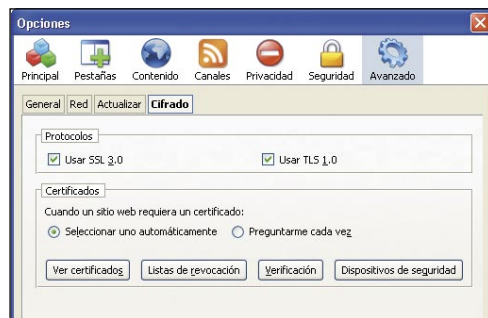 Opciones
Principal Pestañas Contenido Canales Privacidad Seguridad Avanzado
General Red Actualizar Cifrado
Protocolos
Usar SSL 3.0 Usar TLS 1.0
Certificados
Cuando un sitio web requiera un certificado:
Seleccionar uno automáticamente Preguntarme cada vez
Ver certificados Listas de revocación Verificación Dispositivos de seguridad